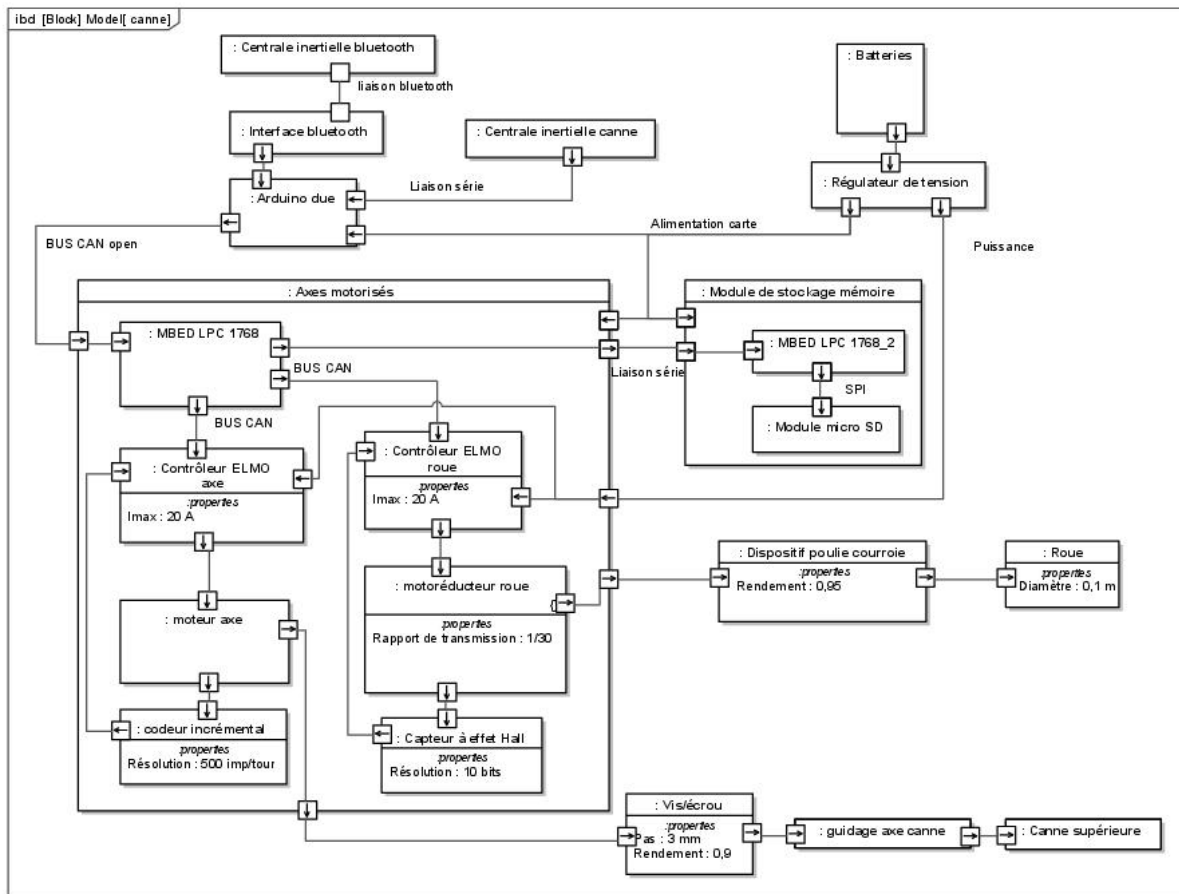 ibd [Block] Model[ canne]
: Centrale inertielle bluetooth
liaison bluetooth
: Interface bluetooth
: Centrale inertielle canne
: Batteries
: Régulateur de tension
Liaison série
: Arduino due
Alimentation carte
BUS CAN open
Puissance
: Axes motorisés
: Module de stockage mémoire
: MBED LPC 1768
: MBED LPC 1768_2
BUS CAN
Liaison série
SPI
BUS CAN
: Module micro SD
: Contrôleur ELMO
axe
:properties
Imax : 20 A
: Contrôleur ELMO
roue
:properties
Imax : 20 A
: Dispositif poulie courroie
:properties
Rendement : 0,95
: Roue
:properties
Diamètre : 0,1 m
: motoréducteur roue
:properties
Rapport de transmission : 1/30
: moteur axe
: codeur incrémental
:properties
Résolution : 500 imp/tour
: Capteur à effet Hall
:properties
Résolution : 10 bits
: Vis/écrou
:properties
Pas : 3 mm
Rendement : 0,9
: guidage axe canne
: Canne supérieure